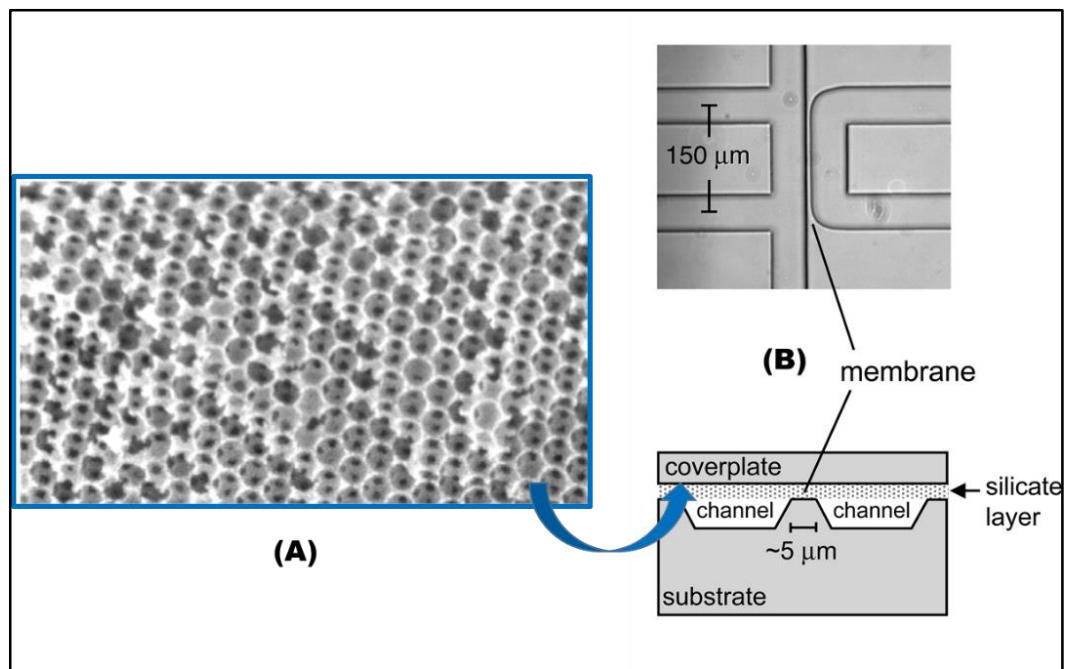 150 μm
(A)
(B)
membrane
coverplate
silicate
layer
channel
channel
~5 μm
substrate